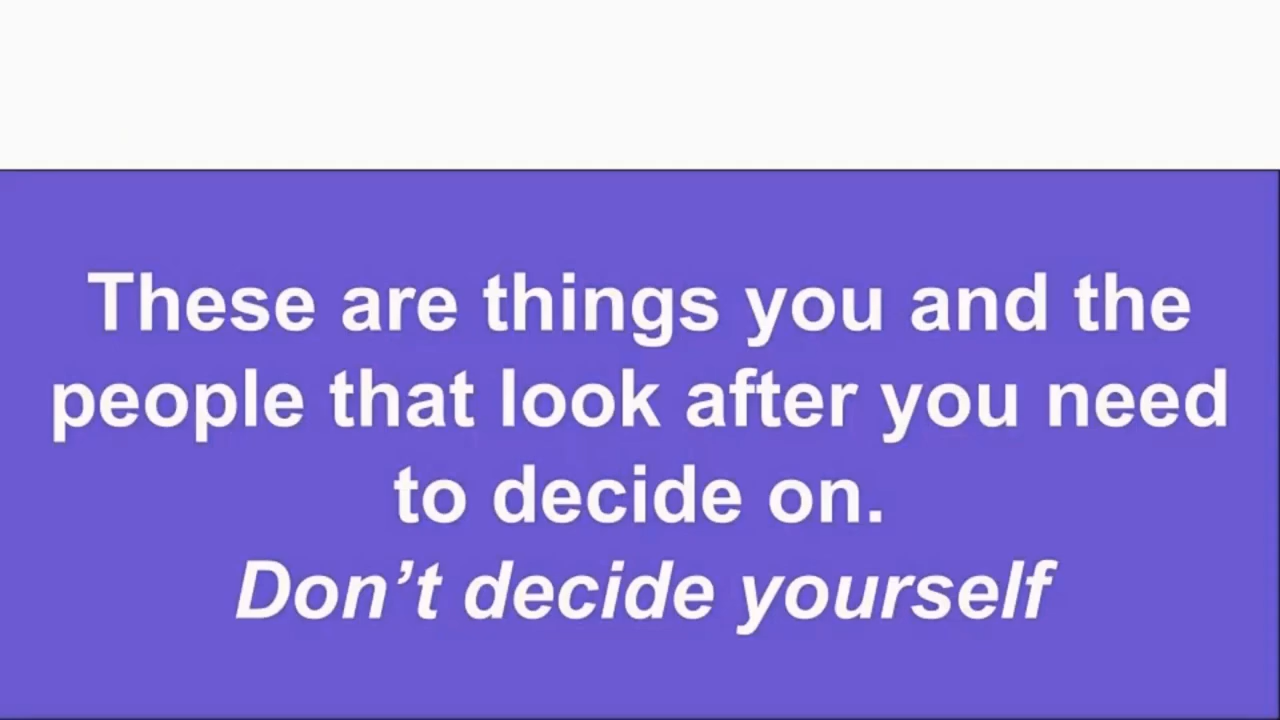 These are things you and the
people that look after you need
to decide on.
Don’t decide yourself